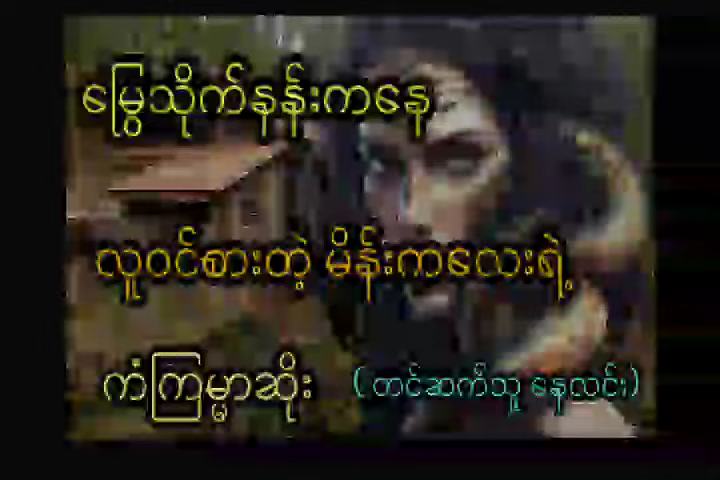 မြွေသိုက်နန်းကနေ
လူဝင်စားတဲ့ မိန်းကလေးရဲ့
ကံကြမ္မာဆိုး (တင်ဆက်သူ နေလင်း)